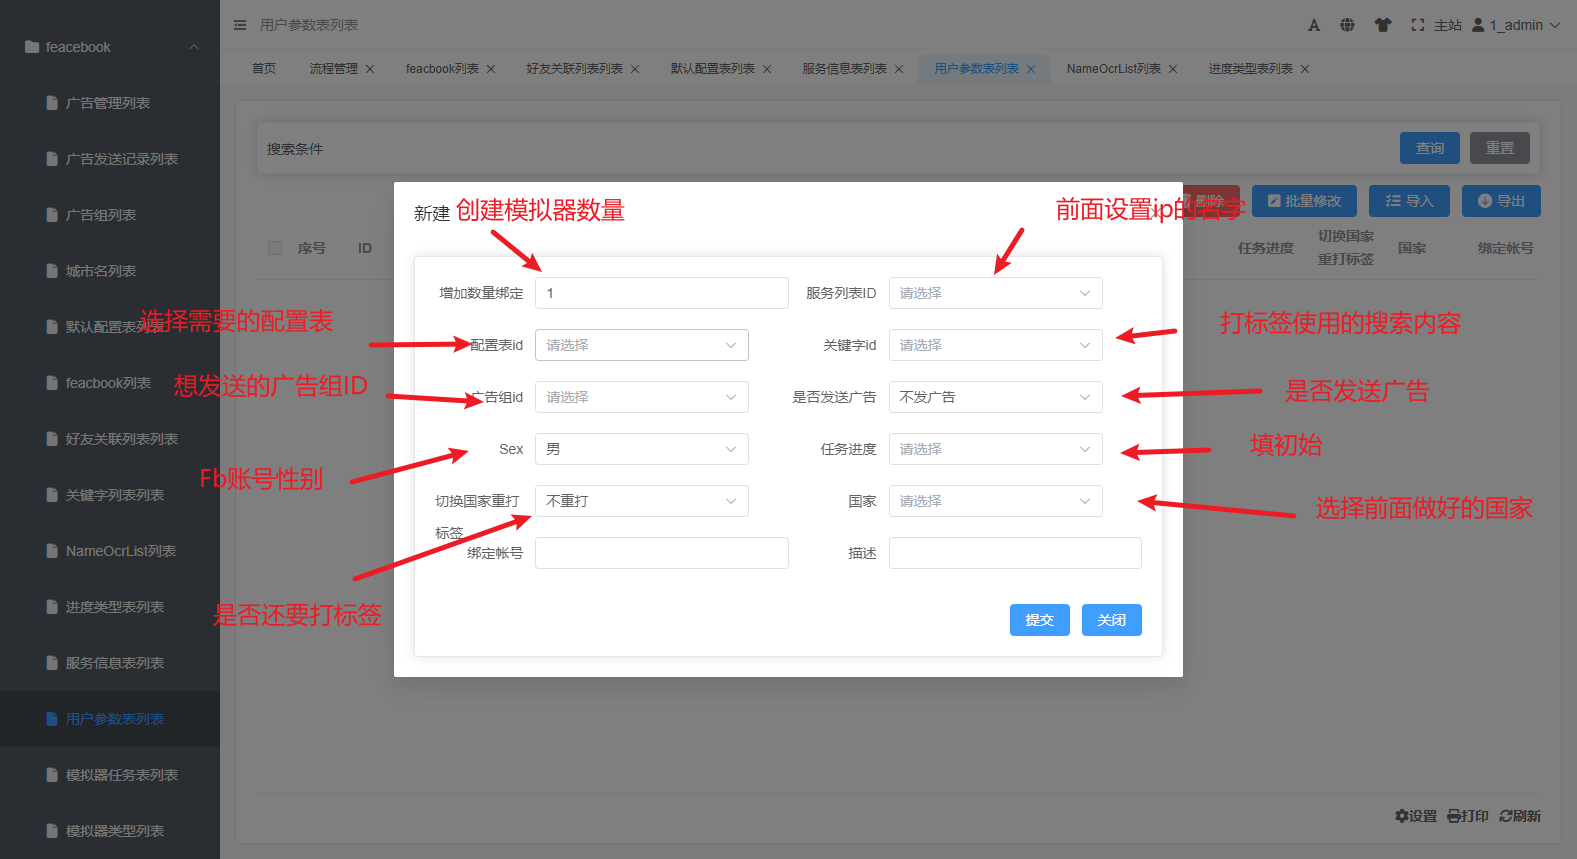 feacebook
广告管理列表
广告发送记录列表
广告组列表
城市名列表
默认配置表列表
feacbook列表
好友关联列表列表
关键字列表列表
NameOcrList列表
进度类型表列表
服务信息表列表
用户参数表列表
模拟器任务表列表
模拟器类型列表
用户参数表列表
主站 1_admin
首页 流程管理 feacbook列表 好友关联列表列表 默认配置表列表 服务信息表列表 用户参数表列表 NameOcrList列表 进度类型表列表
搜索条件 查询 重置
删除 批量修改 导入 导出
序号 ID 任务进度 切换国家重打标签 国家 绑定帐号
新建 创建模拟器数量 前面设置ip的名字
增加数量绑定 1 服务列表ID 请选择
选择需要的配置表 打标签使用的搜索内容
配置表id 请选择 关键字id 请选择
想发送的广告组ID 是否发送广告
广告组id 请选择 是否发送广告 不发广告
Sex 男 任务进度 请选择 填初始
Fb账号性别
切换国家重打标签 不重打 国家 请选择 选择前面做好的国家
绑定帐号 描述
是否还要打标签
提交 关闭
设置 打印 刷新